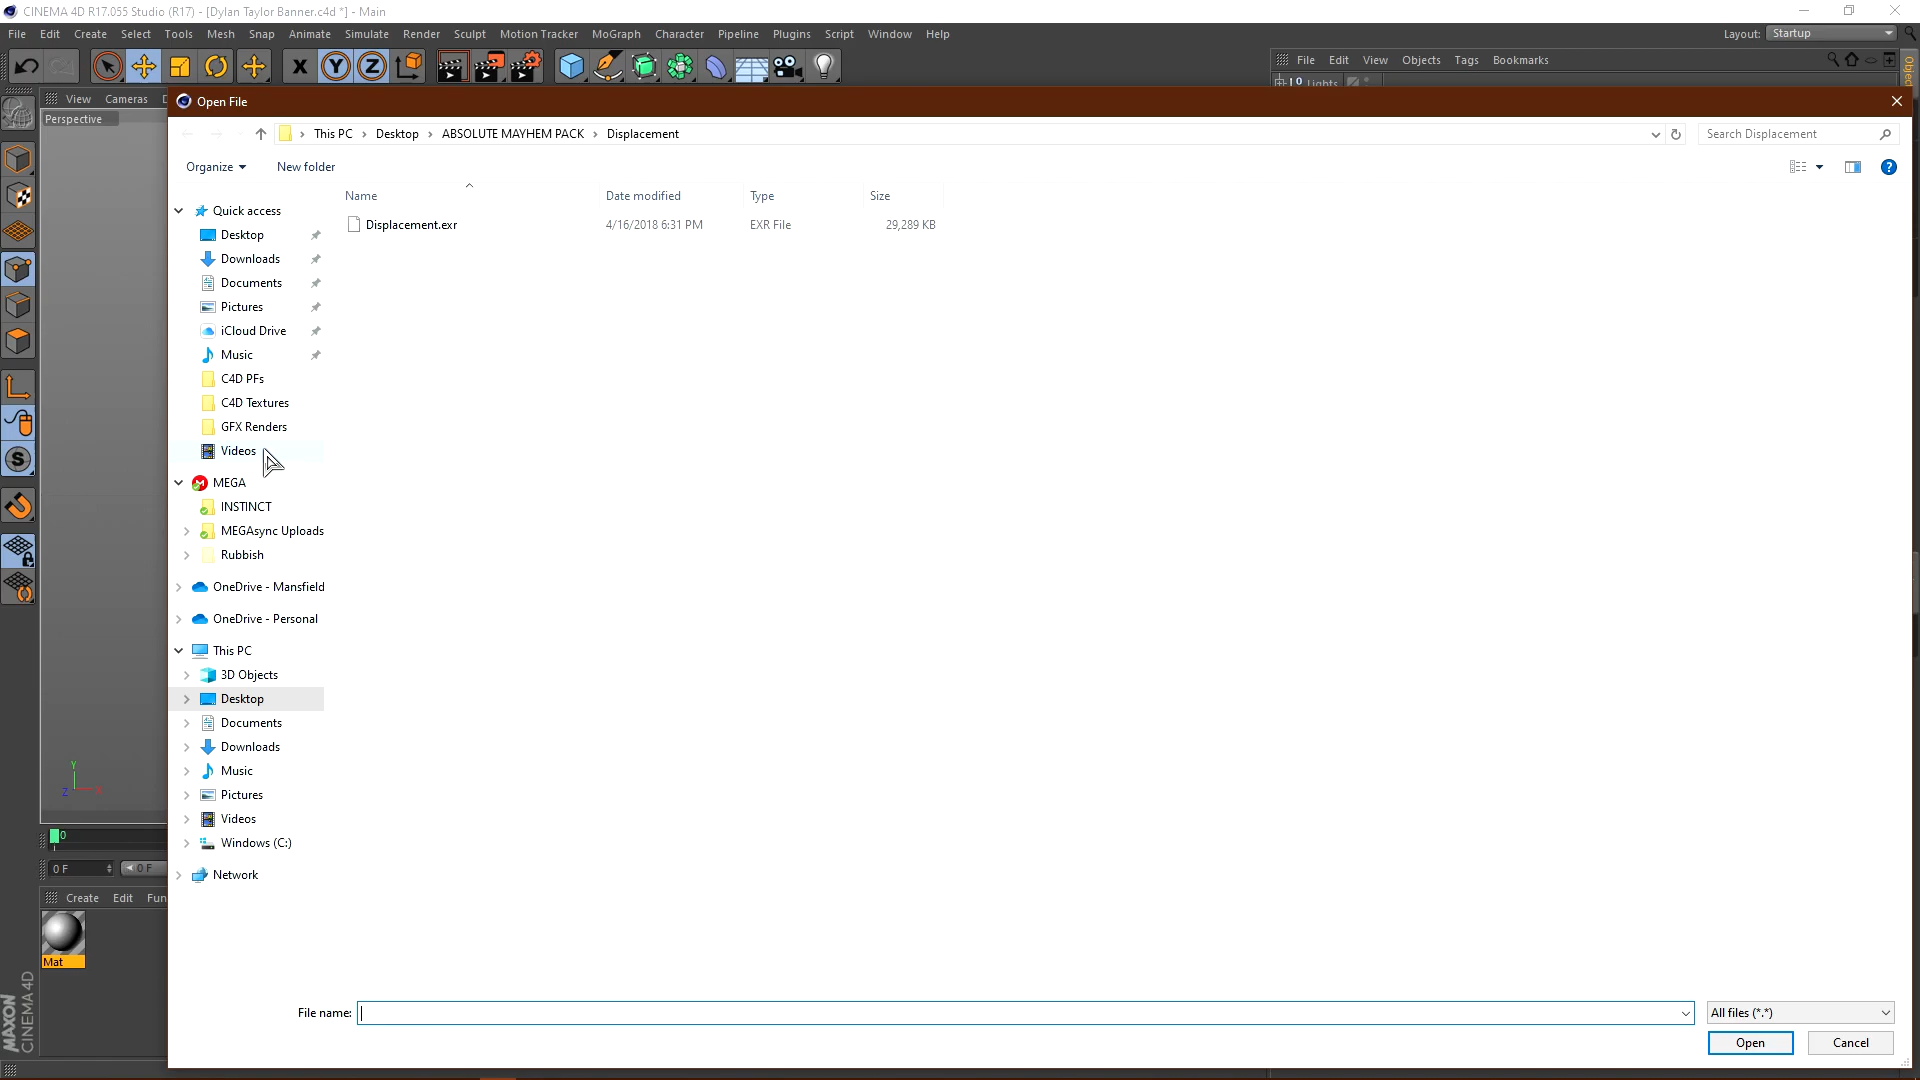 CINEMA 4D R17.055 Studio (R17) - [Dylan Taylor Banner.c4d *] - Main
File Edit Create Select Tools Mesh Snap Animate Simulate Render Sculpt Motion Tracker MoGraph Character Pipeline Plugins Script Window Help
Layout: Startup
X Y Z
File Edit View Objects Tags Bookmarks
Lights
View Cameras
Open File
Perspective
This PC > Desktop > ABSOLUTE MAYHEM PACK > Displacement
Search Displacement
Organize New folder
Name Date modified Type Size
Displacement.exr 4/16/2018 6:31 PM EXR File 29,289 KB
Quick access
Desktop
Downloads
Documents
Pictures
iCloud Drive
Music
C4D PFs
C4D Textures
GFX Renders
Videos
MEGA
INSTINCT
MEGAsync Uploads
Rubbish
OneDrive - Mansfield
OneDrive - Personal
This PC
3D Objects
Desktop
Documents
Downloads
Music
Pictures
Videos
Windows (C:)
Network
Y
Z X
0
0 F 0 F
Create Edit Fun
Mat
MAXON
CINEMA 4D
File name:
All files (*.*)
Open Cancel